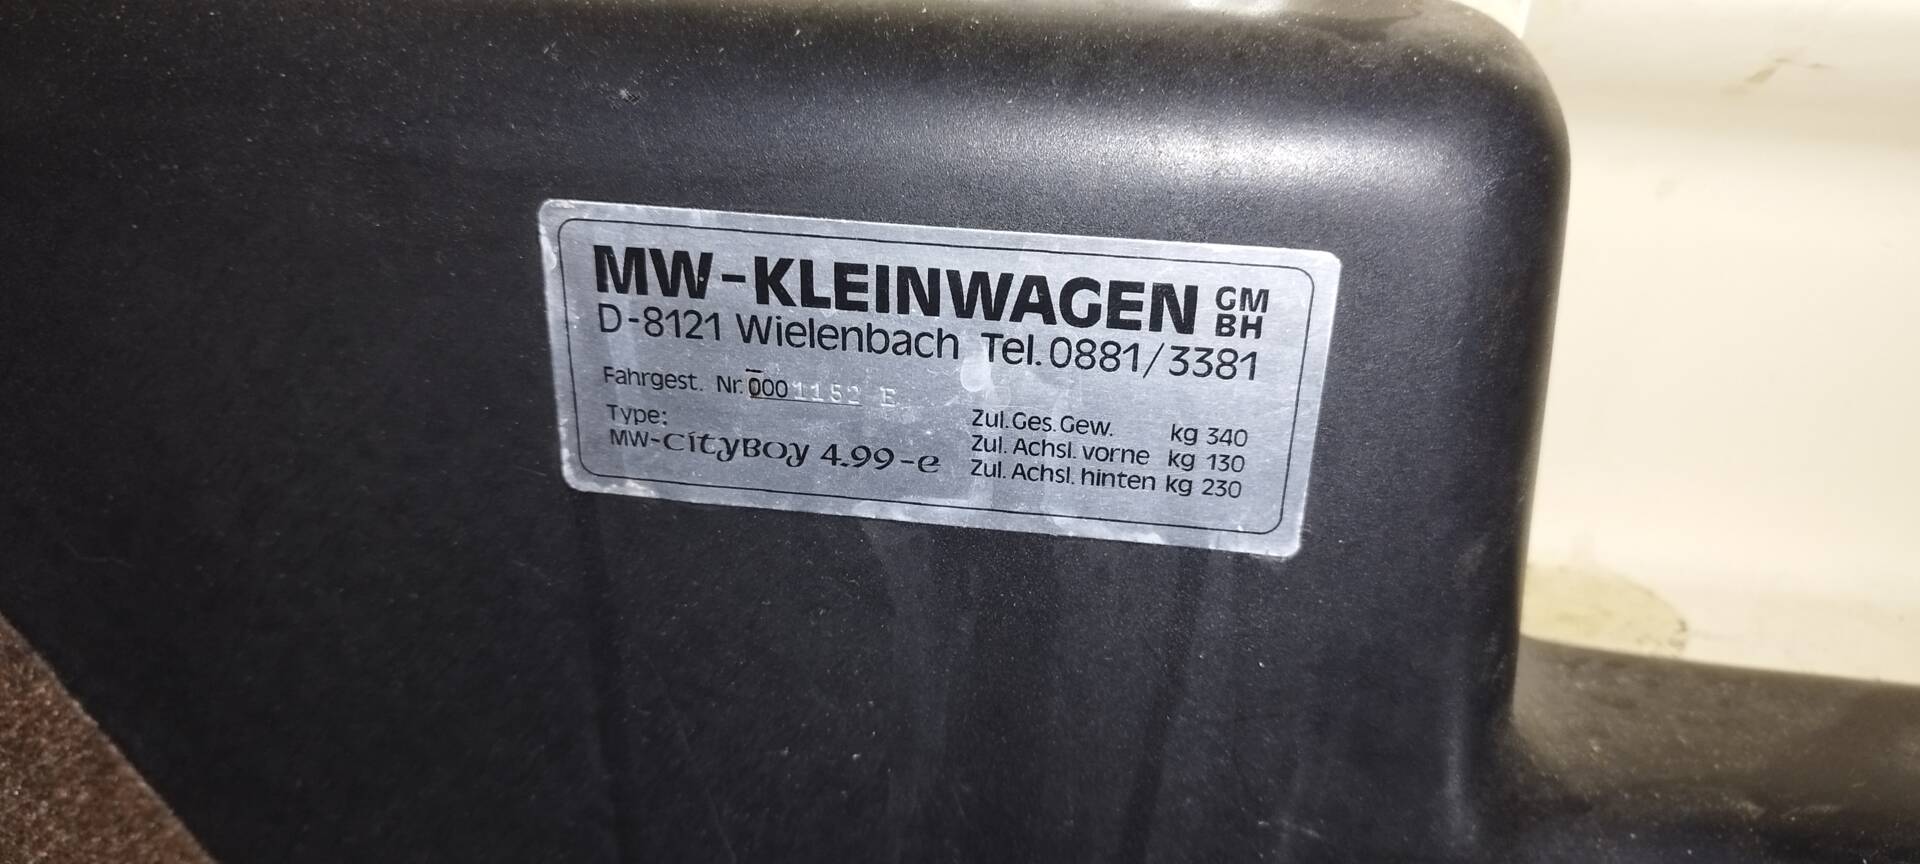 MW-KLEINWAGEN GM BH
D-8121 Wielenbach Tel. 0881/3381
Fahrgest. Nr. 0001152 E
Type:
MW-CityBoy 4.99-e
Zul. Ges. Gew. kg 340
Zul. Achsl. vorne kg 130
Zul. Achsl. hinten kg 230